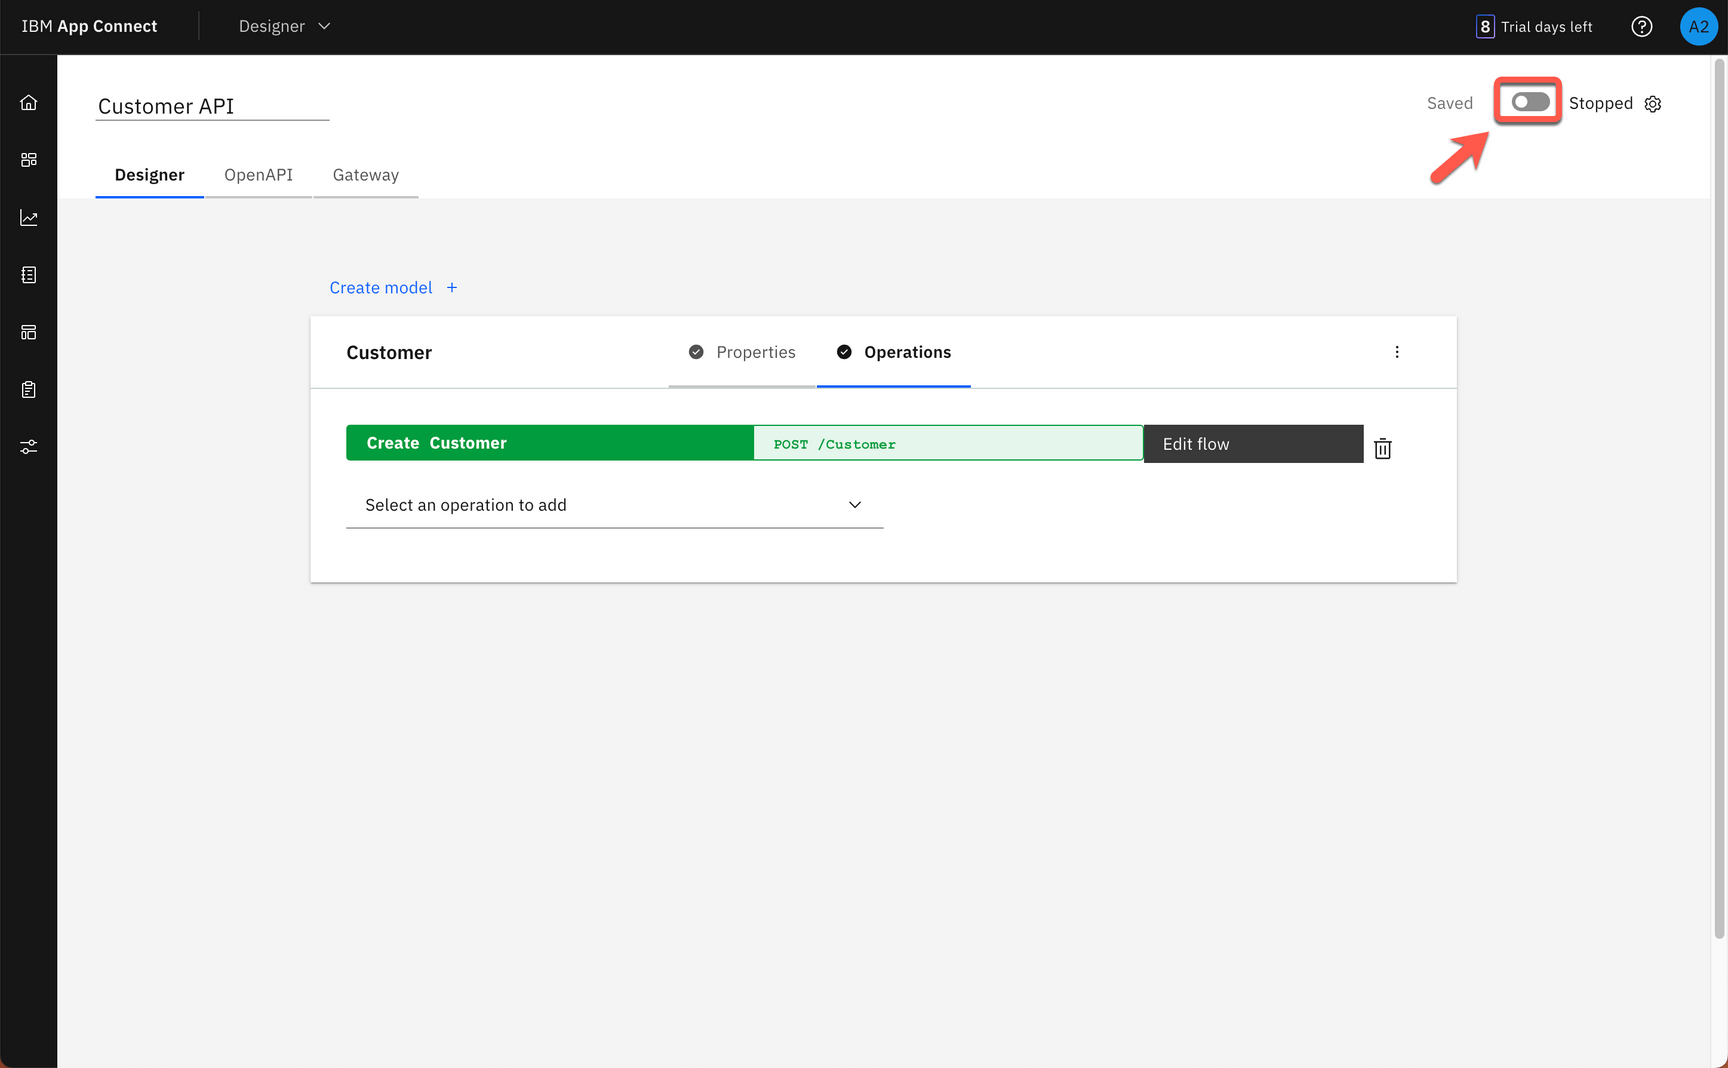 IBM App Connect
Designer
8 Trial days left
A2
Customer API
Saved
Stopped
Designer
OpenAPI
Gateway
Create model +
Customer
Properties
Operations
Create Customer
POST /Customer
Edit flow
Select an operation to add